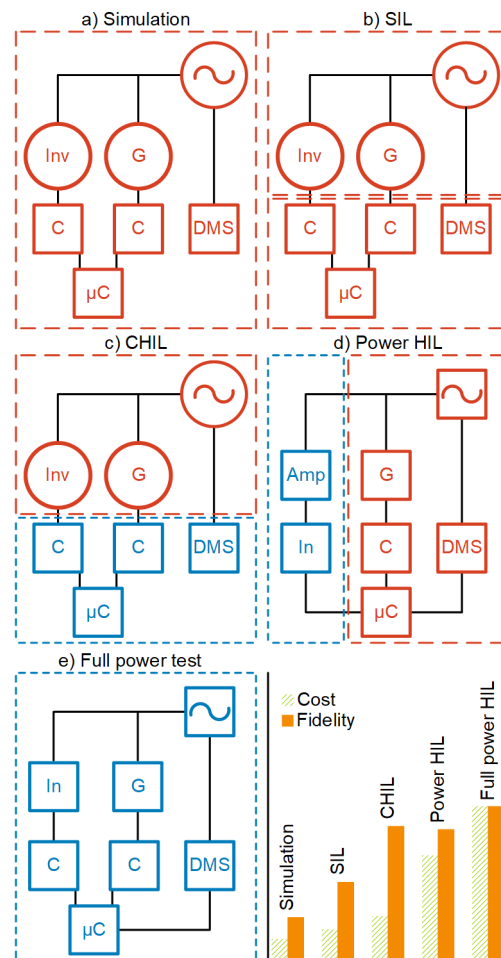 a) Simulation
b) SIL
Inv
G
Inv
G
C
C
DMS
C
C
DMS
µC
µC
c) CHIL
d) Power HIL
Inv
G
Amp
G
C
C
DMS
In
C
DMS
µC
µC
e) Full power test
In
G
C
C
DMS
µC
Cost
Fidelity
Simulation
SIL
CHIL
Power HIL
Full power HIL